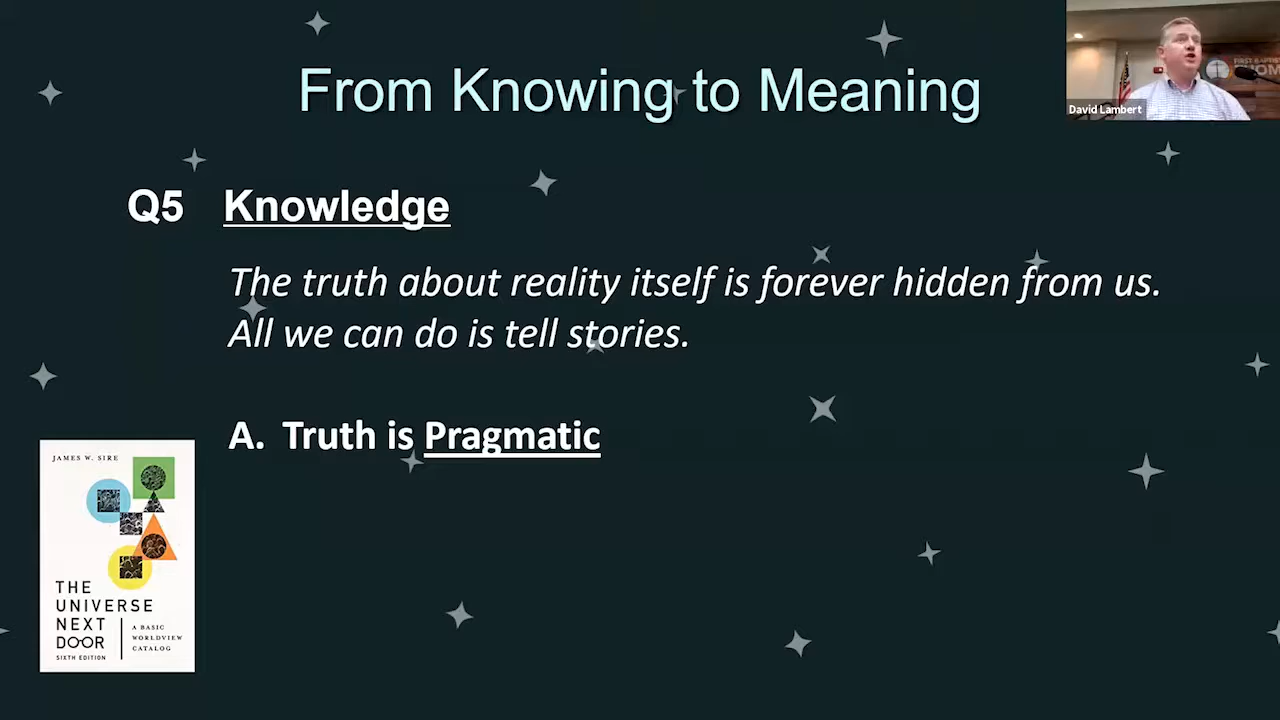 From Knowing to Meaning
David Lambert
FIRST BAPTIST
Q5 Knowledge
The truth about reality itself is forever hidden from us.
All we can do is tell stories.
A. Truth is Pragmatic
JAMES W. SIRE
THE
UNIVERSE
NEXT
DOOR
SIXTH EDITION
A BASIC
WORLDVIEW
CATALOG